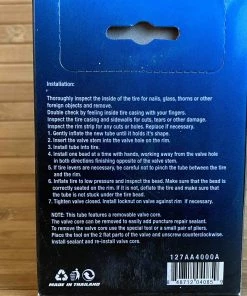 Installation:
Thoroughly inspect the inside of the tire for nails, glass, thorns or other
foreign objects and remove.
Double check by feeling inside tire casing with your fingers.
Inspect the tire casing and sidewalls for cuts, tears or other damage.
Inspect the rim strip for any cuts or holes. Replace if necessary.
1. Gently inflate the new tube until it holds it's shape.
2. Insert the valve stem into the valve hole on the rim.
3. Install tube into tire.
4. Install one bead at a time with hands, working away from the valve hole
in both directions finishing opposite of the valve stem.
5. If tire levers are necessary, be careful not to pinch the tube between the tire
and the rim.
6. Inflate tire to low pressure and inspect the bead. Make sure that the bead is
correctly seated on the rim. If it is not, deflate the tire and make sure that
the tube is not stuck under the tire bead.
7. Tighten valve closed. Install locknut on valve against rim if necessary
NOTE: This tube features a removable valve core.
The valve core can be removed to easily add puncture repair sealant.
To remove the valve core use the special tool or a small pair of pliers.
Place the tool on the 2 flat parts of the valve and unscrew counterclockwise.
Install sealant and re-install valve core.
127AA4000A
MADE IN THAILAND